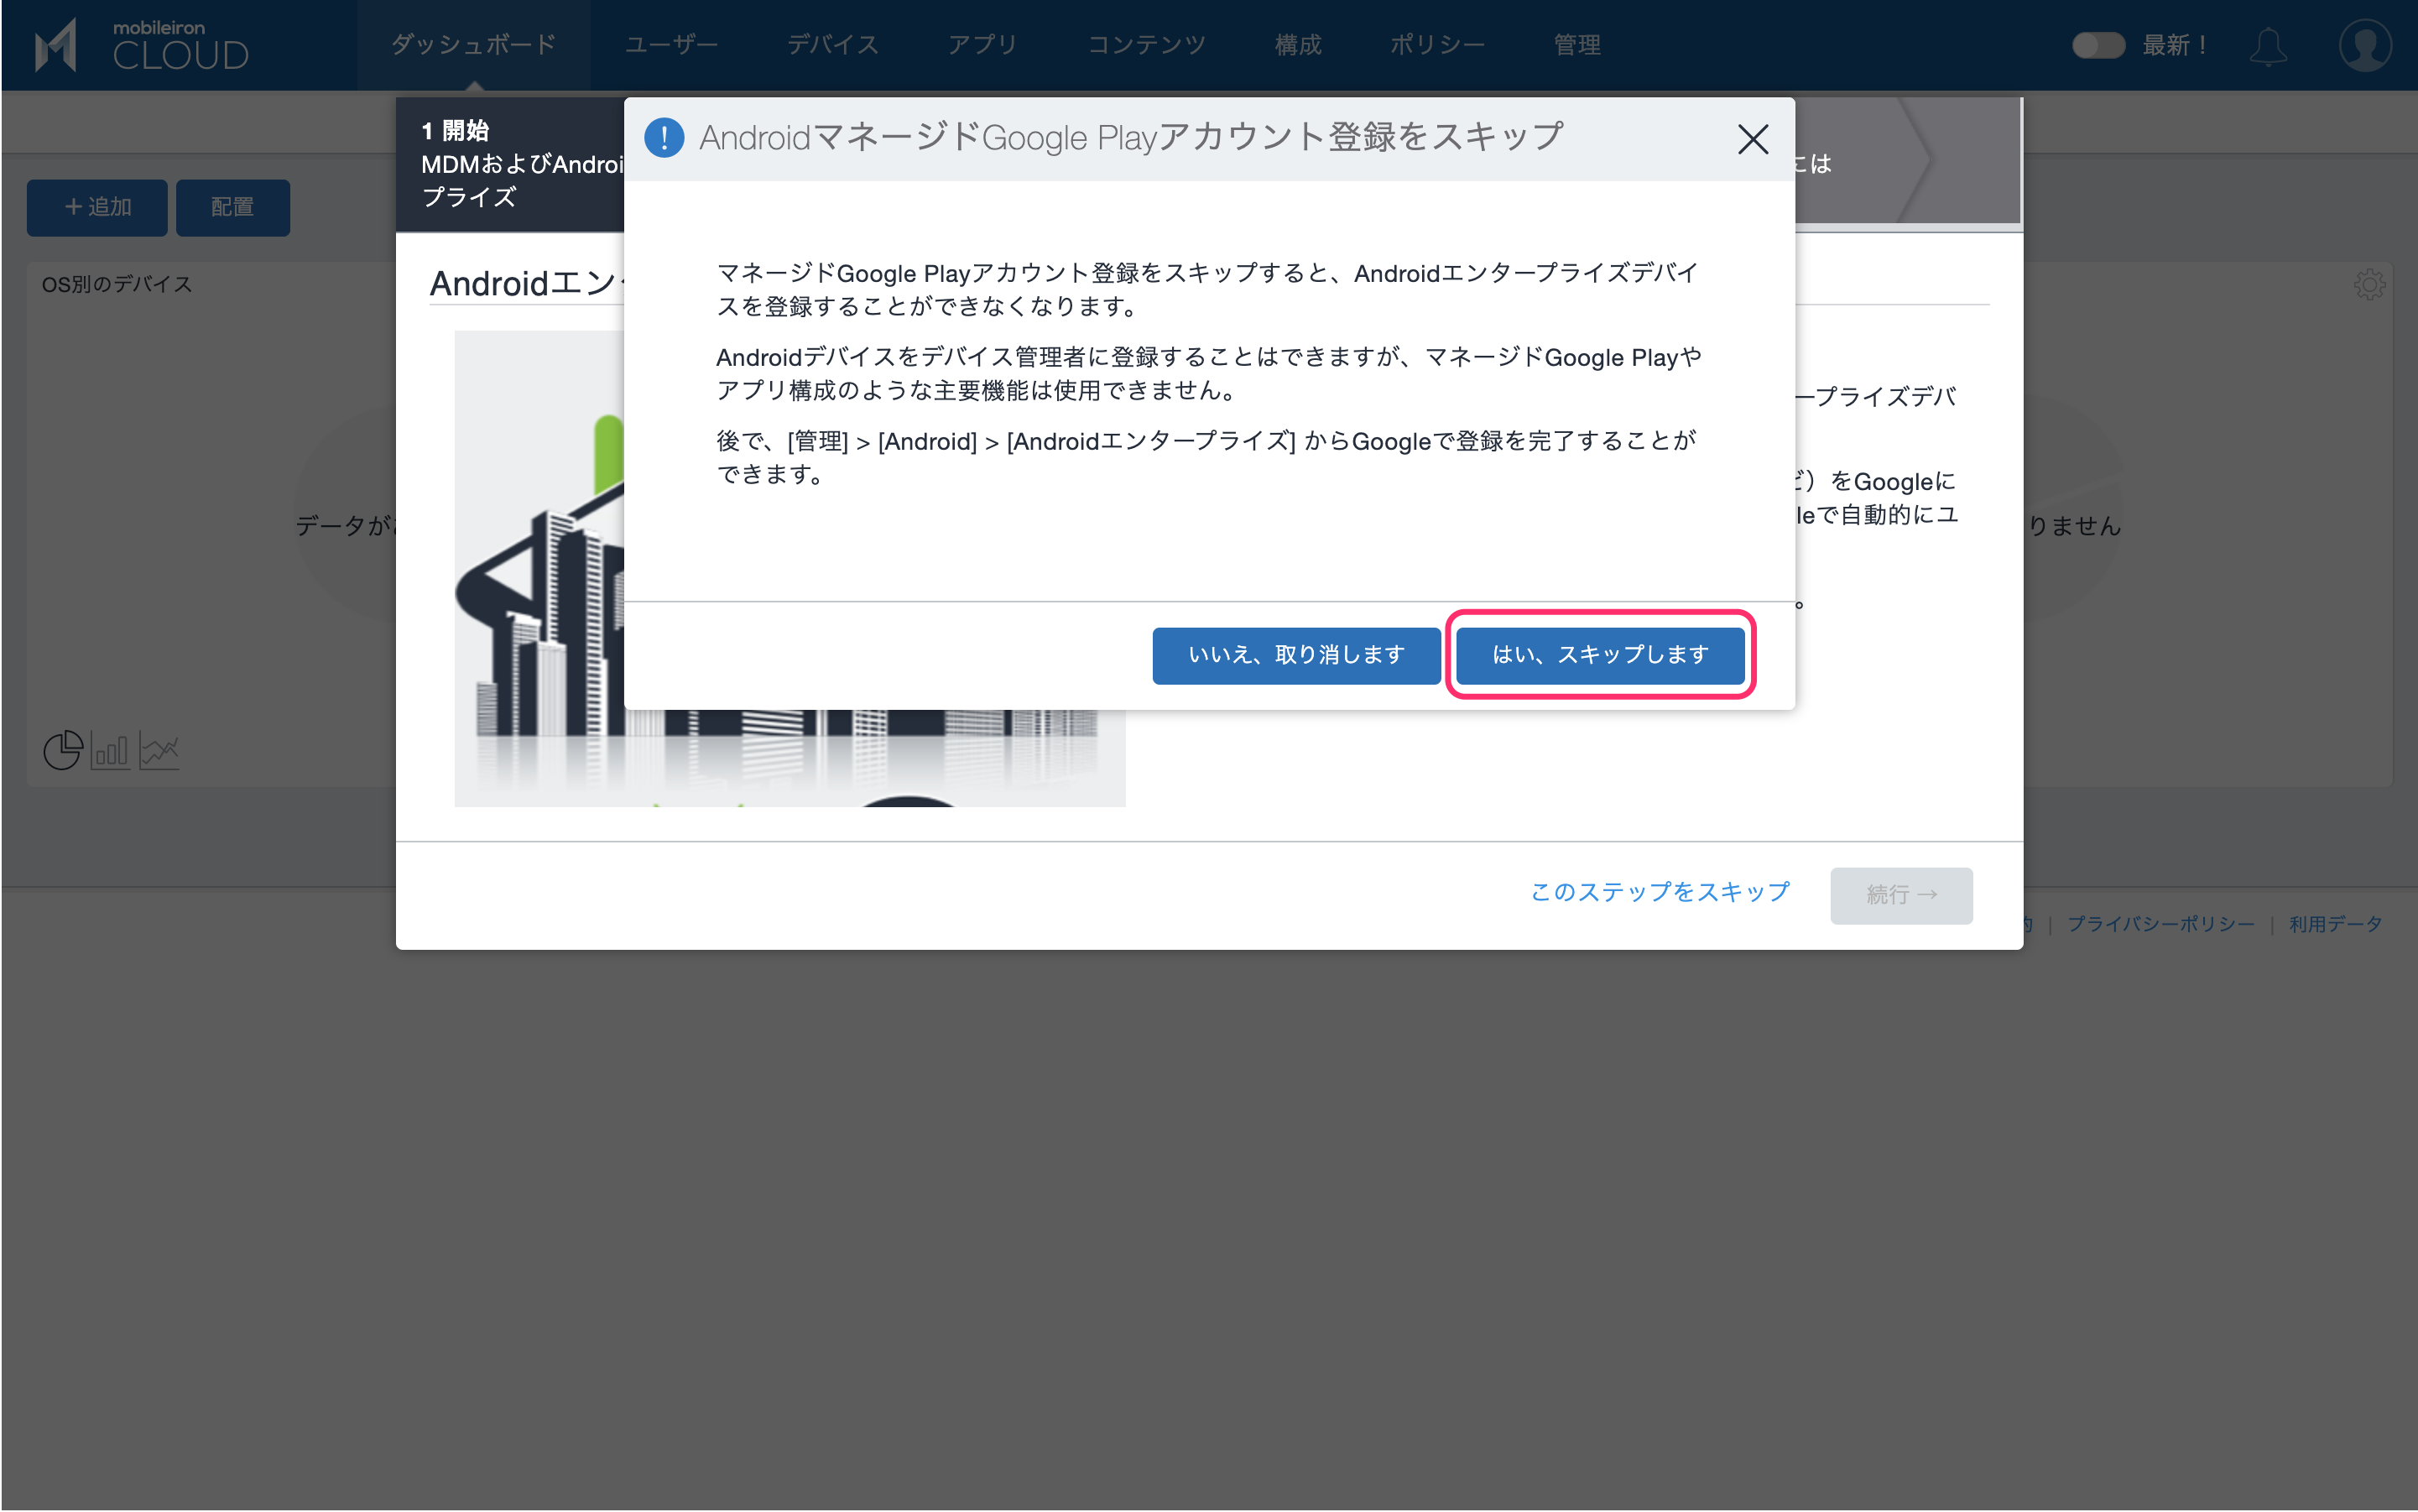 mobileiron
CLOUD
ダッシュボード
ユーザー
デバイス
アプリ
コンテンツ
構成
ポリシー
管理
最新！
1 開始
MDMおよびAndroi
プライズ
には
+ 追加
配置
OS別のデバイス
データが
りません
Androidエン
AndroidマネージドGoogle Playアカウント登録をスキップ
マネージドGoogle Playアカウント登録をスキップすると、Androidエンタープライズデバイ
スを登録することができなくなります。
Androidデバイスをデバイス管理者に登録することはできますが、マネージドGoogle Playや
アプリ構成のような主要機能は使用できません。
後で、[管理] > [Android] > [Androidエンタープライズ] からGoogleで登録を完了することが
できます。
ープライズデバ
ど）をGoogleに
leで自動的にユ
。
いいえ、取り消します
はい、スキップします
このステップをスキップ
続行 →
約 | プライバシーポリシー | 利用データ